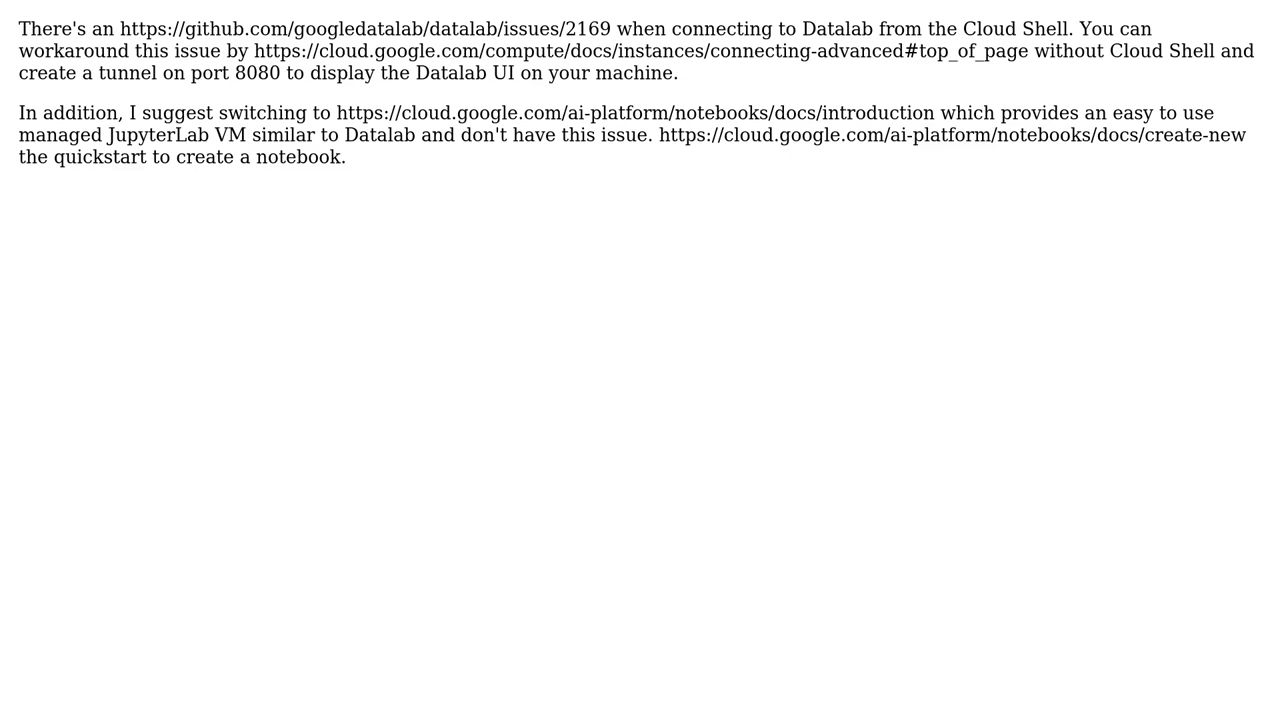 There's an https://github.com/googledatalab/datalab/issues/2169 when connecting to Datalab from the Cloud Shell. You can
workaround this issue by https://cloud.google.com/compute/docs/instances/connecting-advanced#top_of_page without Cloud Shell and
create a tunnel on port 8080 to display the Datalab UI on your machine.
In addition, I suggest switching to https://cloud.google.com/ai-platform/notebooks/docs/introduction which provides an easy to use
managed JupyterLab VM similar to Datalab and don't have this issue. https://cloud.google.com/ai-platform/notebooks/docs/create-new
the quickstart to create a notebook.